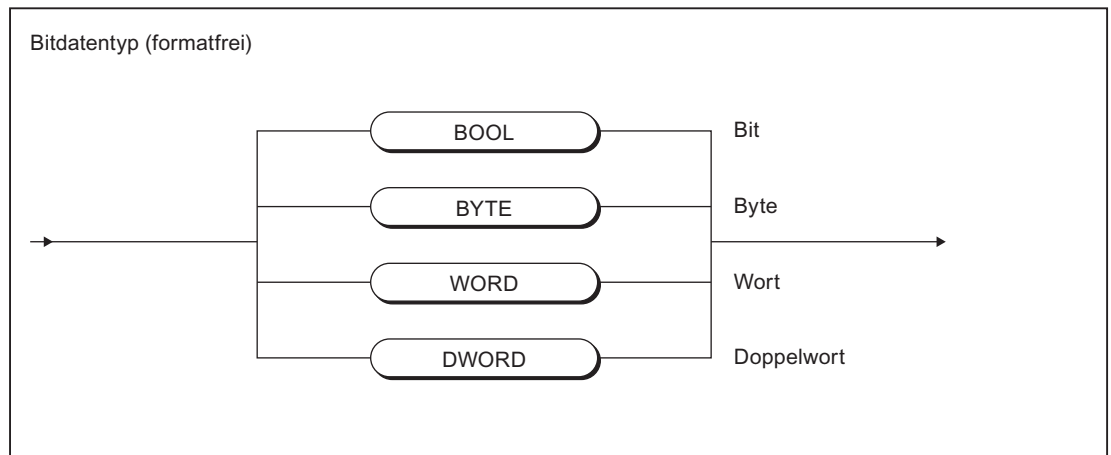 Bitdatentyp (formatfrei)
BOOL Bit
BYTE Byte
WORD Wort
DWORD Doppelwort